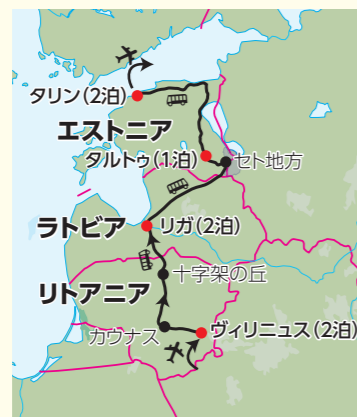 タリン(2泊)
エストニア
タルトゥ(1泊)
セト地方
ラトビア
リガ(2泊)
十字架の丘
リトアニア
カウナス
ヴィリニュス(2泊)